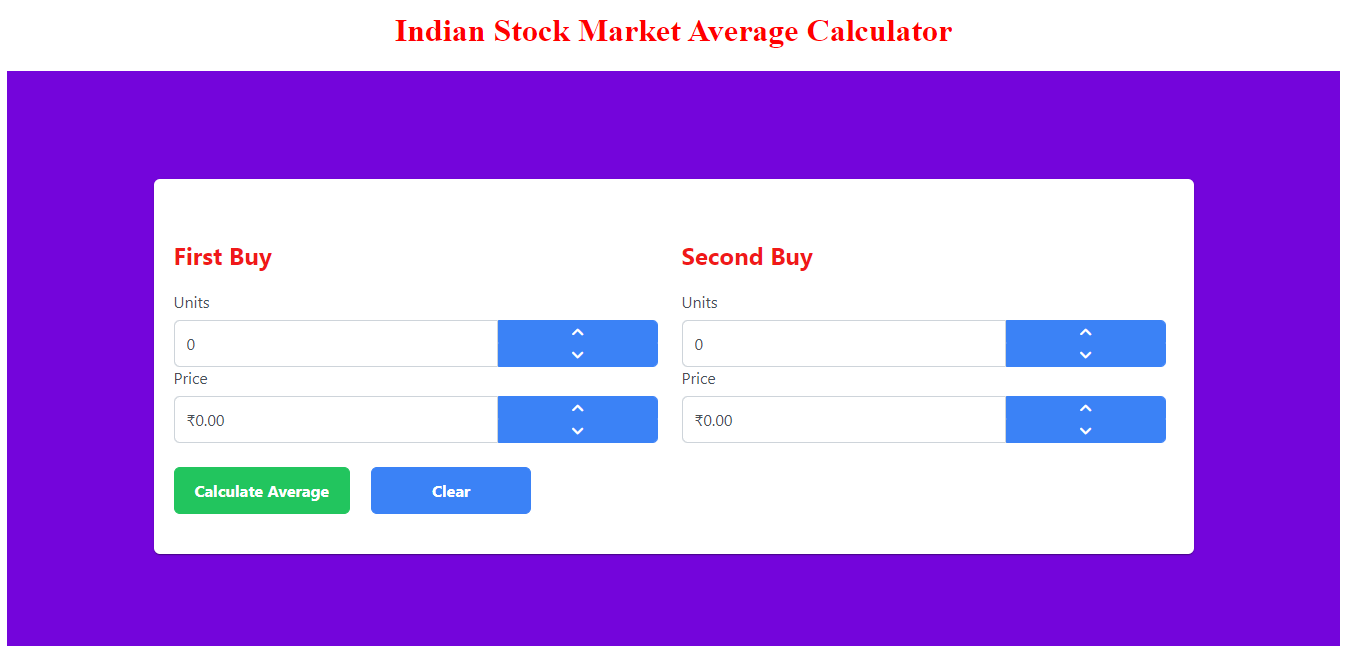 Indian Stock Market Average Calculator
First Buy
Units
0
Price
₹0.00
Second Buy
Units
0
Price
₹0.00
Calculate Average
Clear